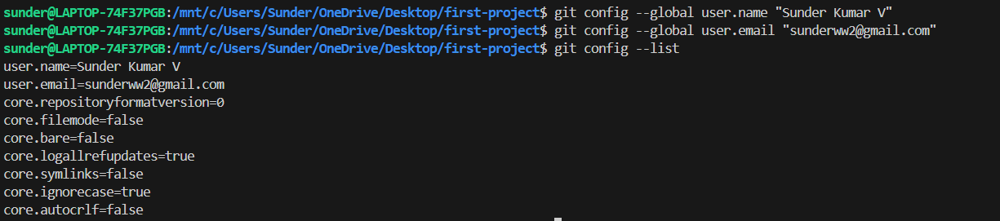 sunder@LAPTOP-74F37PGB:/mnt/c/Users/Sunder/OneDrive/Desktop/first-project$ git config --global user.name "Sunder Kumar V"
sunder@LAPTOP-74F37PGB:/mnt/c/Users/Sunder/OneDrive/Desktop/first-project$ git config --global user.email "sunderww2@gmail.com"
sunder@LAPTOP-74F37PGB:/mnt/c/Users/Sunder/OneDrive/Desktop/first-project$ git config --list
user.name=Sunder Kumar V
user.email=sunderww2@gmail.com
core.repositoryformatversion=0
core.filemode=false
core.bare=false
core.logallrefupdates=true
core.symlinks=false
core.ignorecase=true
core.autocrlf=false